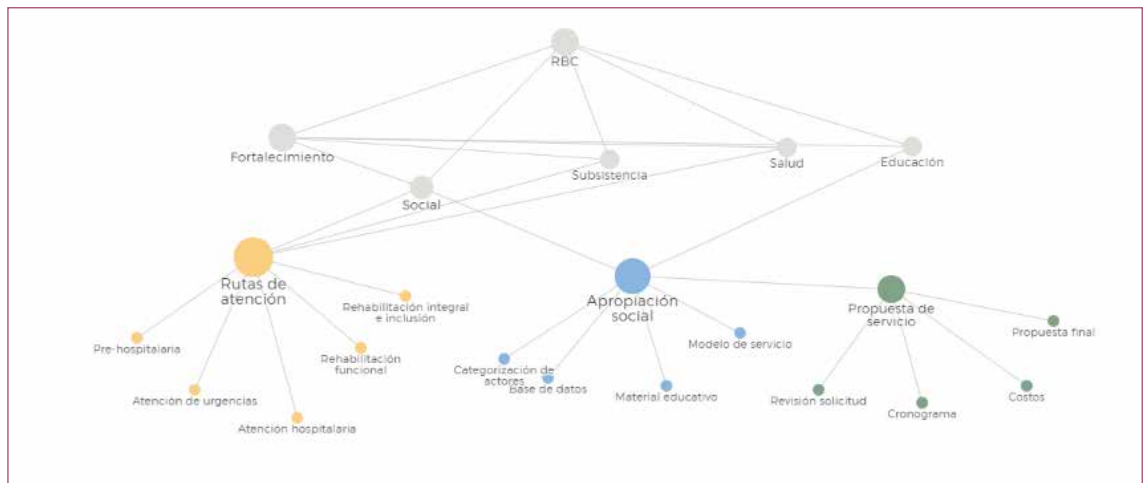 RBC
Fortalecimiento
Subsistencia
Salud
Educación
Social
Rutas de
atención
Rehabilitación integral
e inclusión
Pre-hospitalaria
Rehabilitación
funcional
Atención de urgencias
Atención hospitalaria
Apropiación
social
Modelo de servicio
Categorización de
actores
Base de datos
Material educativo
Propuesta de
servicio
Propuesta final
Revisión solicitud
Cronograma
Costos